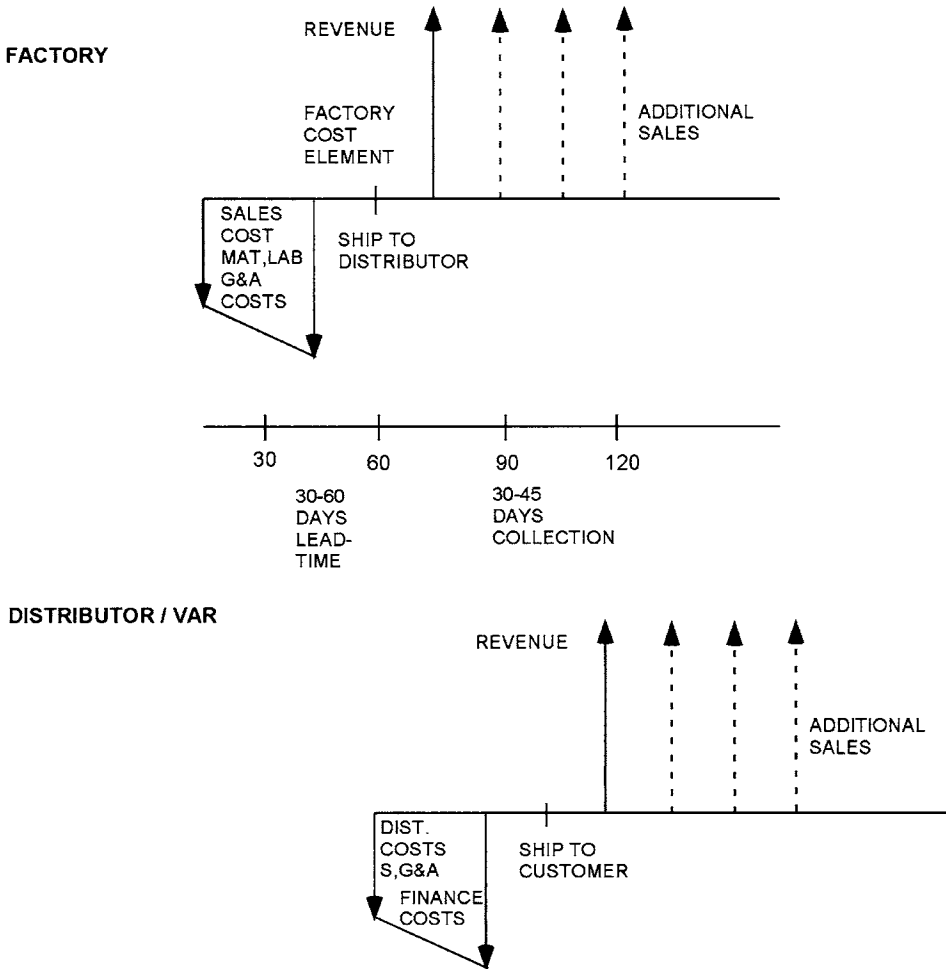 FACTORY
REVENUE
FACTORY
COST
ELEMENT
ADDITIONAL
SALES
SALES
COST
MAT,LAB
G&A
COSTS
SHIP TO
DISTRIBUTOR
30
60
90
120
30-60
DAYS
LEAD-
TIME
30-45
DAYS
COLLECTION
DISTRIBUTOR / VAR
REVENUE
ADDITIONAL
SALES
DIST.
COSTS
S,G&A
FINANCE
COSTS
SHIP TO
CUSTOMER